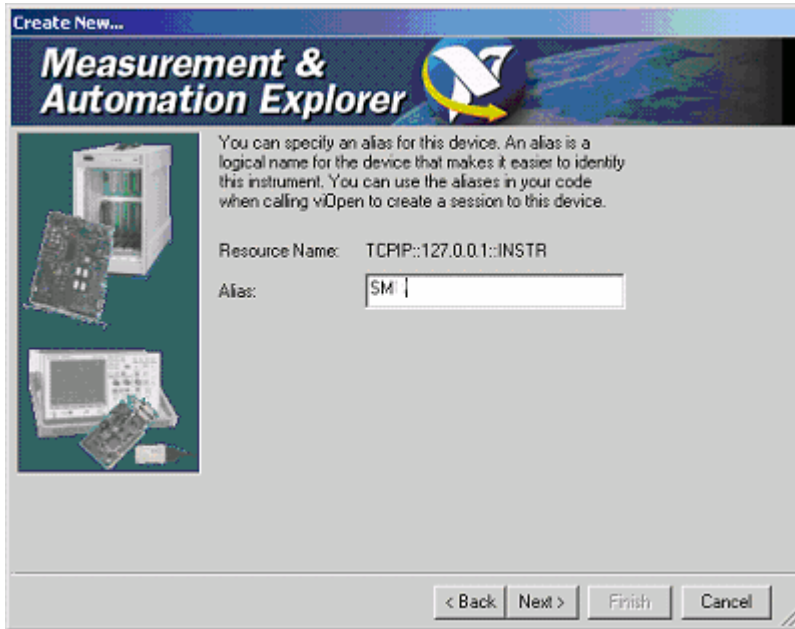 Create New...
Measurement &
Automation Explorer
You can specify an alias for this device. An alias is a
logical name for the device that makes it easier to identify
this instrument. You can use the aliases in your code
when calling viOpen to create a session to this device.
Resource Name: TCPIP::127.0.0.1::INSTR
Alias:
< Back Next > Finish Cancel